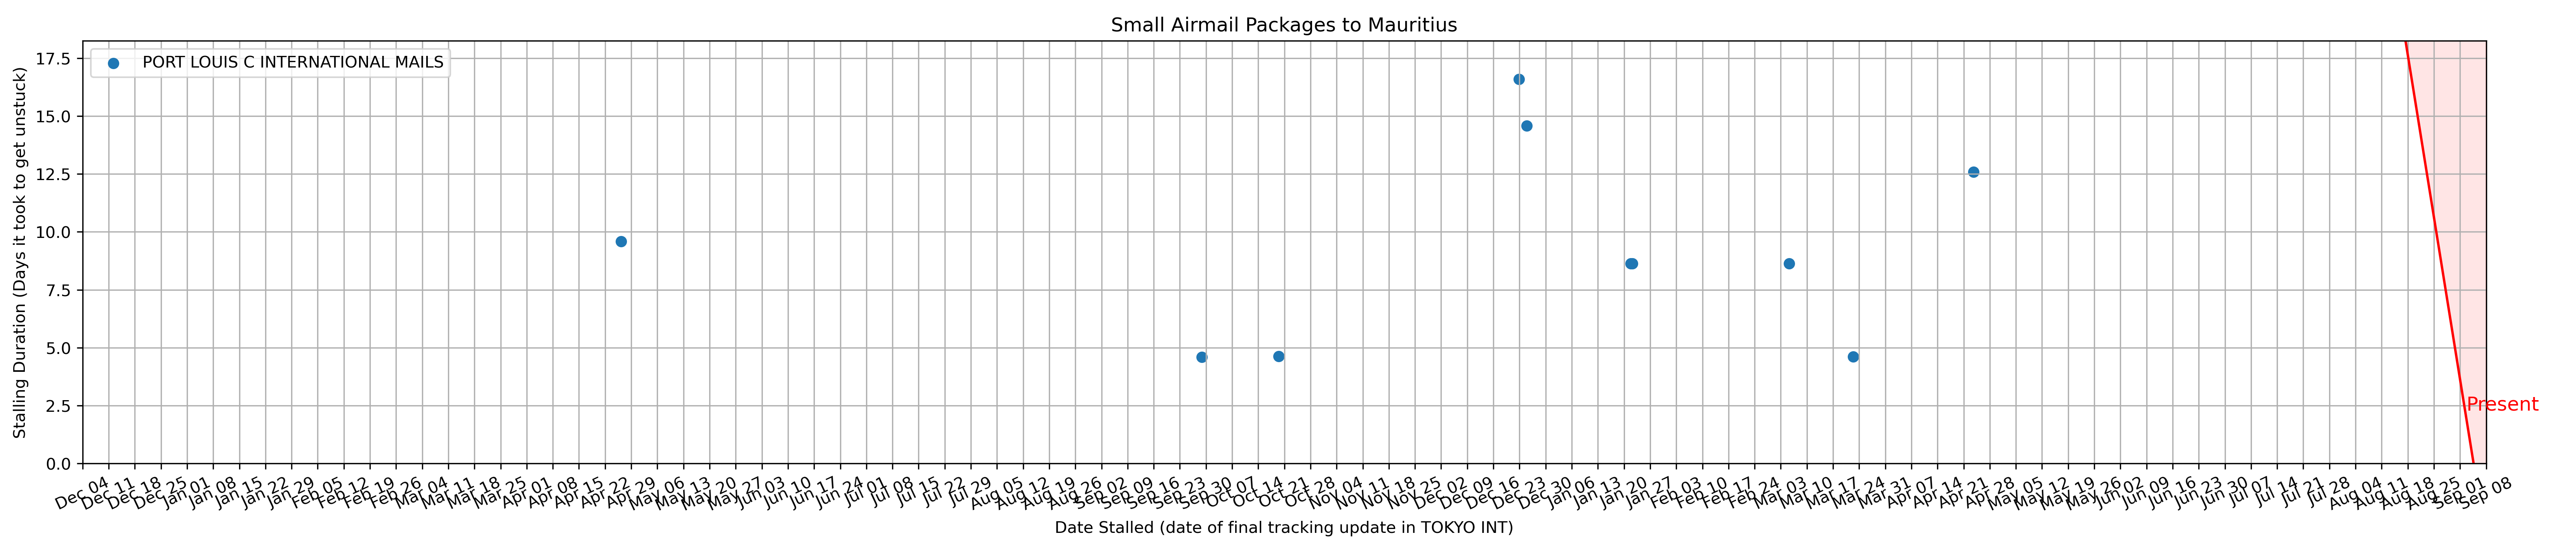 Small Airmail Packages to Mauritius
PORT LOUIS C INTERNATIONAL MAILS
Stalling Duration (Days it took to get unstuck)
17.5
15.0
12.5
10.0
7.5
5.0
2.5
0.0
Present
Dec 04
Dec 11
Dec 18
Dec 25
Jan 01
Jan 08
Jan 15
Jan 22
Jan 29
Feb 05
Feb 12
Feb 19
Feb 26
Mar 04
Mar 11
Mar 18
Mar 25
Apr 01
Apr 08
Apr 15
Apr 22
Apr 29
May 06
May 13
May 20
May 27
Jun 03
Jun 10
Jun 17
Jun 24
Jul 01
Jul 08
Jul 15
Jul 22
Jul 29
Aug 05
Aug 12
Aug 19
Aug 26
Sep 02
Sep 09
Sep 16
Sep 23
Sep 30
Oct 07
Oct 14
Oct 21
Oct 28
Nov 04
Nov 11
Nov 18
Nov 25
Dec 02
Dec 09
Dec 16
Dec 23
Dec 30
Jan 06
Jan 13
Jan 20
Jan 27
Feb 03
Feb 10
Feb 17
Feb 24
Mar 03
Mar 10
Mar 17
Mar 24
Mar 31
Apr 07
Apr 14
Apr 21
Apr 28
May 05
May 12
May 19
May 26
Jun 02
Jun 09
Jun 16
Jun 23
Jun 30
Jul 07
Jul 14
Jul 21
Jul 28
Aug 04
Aug 11
Aug 18
Aug 25
Sep 01
Sep 08
Date Stalled (date of final tracking update in TOKYO INT)